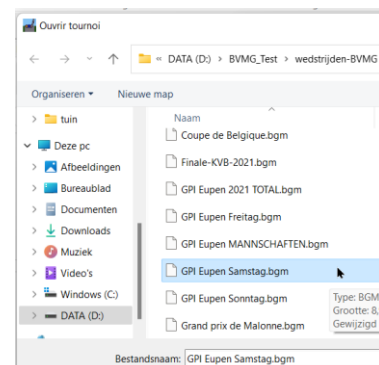 Ouvrir tournoi
« DATA (D:) › BVMG_Test › wedstrijden-BVMG
Organiseren Nieuwe map
tuin
Deze pc
Afbeeldingen
Bureaublad
Documenten
Downloads
Muziek
Video's
Windows (C:)
DATA (D:)
Naam
Coupe de Belgique.bgm
Finale-KVB-2021.bgm
GPI Eupen 2021 TOTAL.bgm
GPI Eupen Freitag.bgm
GPI Eupen MANNSCHAFTEN.bgm
GPI Eupen Samstag.bgm
GPI Eupen Sonntag.bgm
Grand prix de Malonne.bgm
Type: BGM
Grootte: 8,
Gewijzigd
Bestandsnaam: GPI Eupen Samstag.bgm